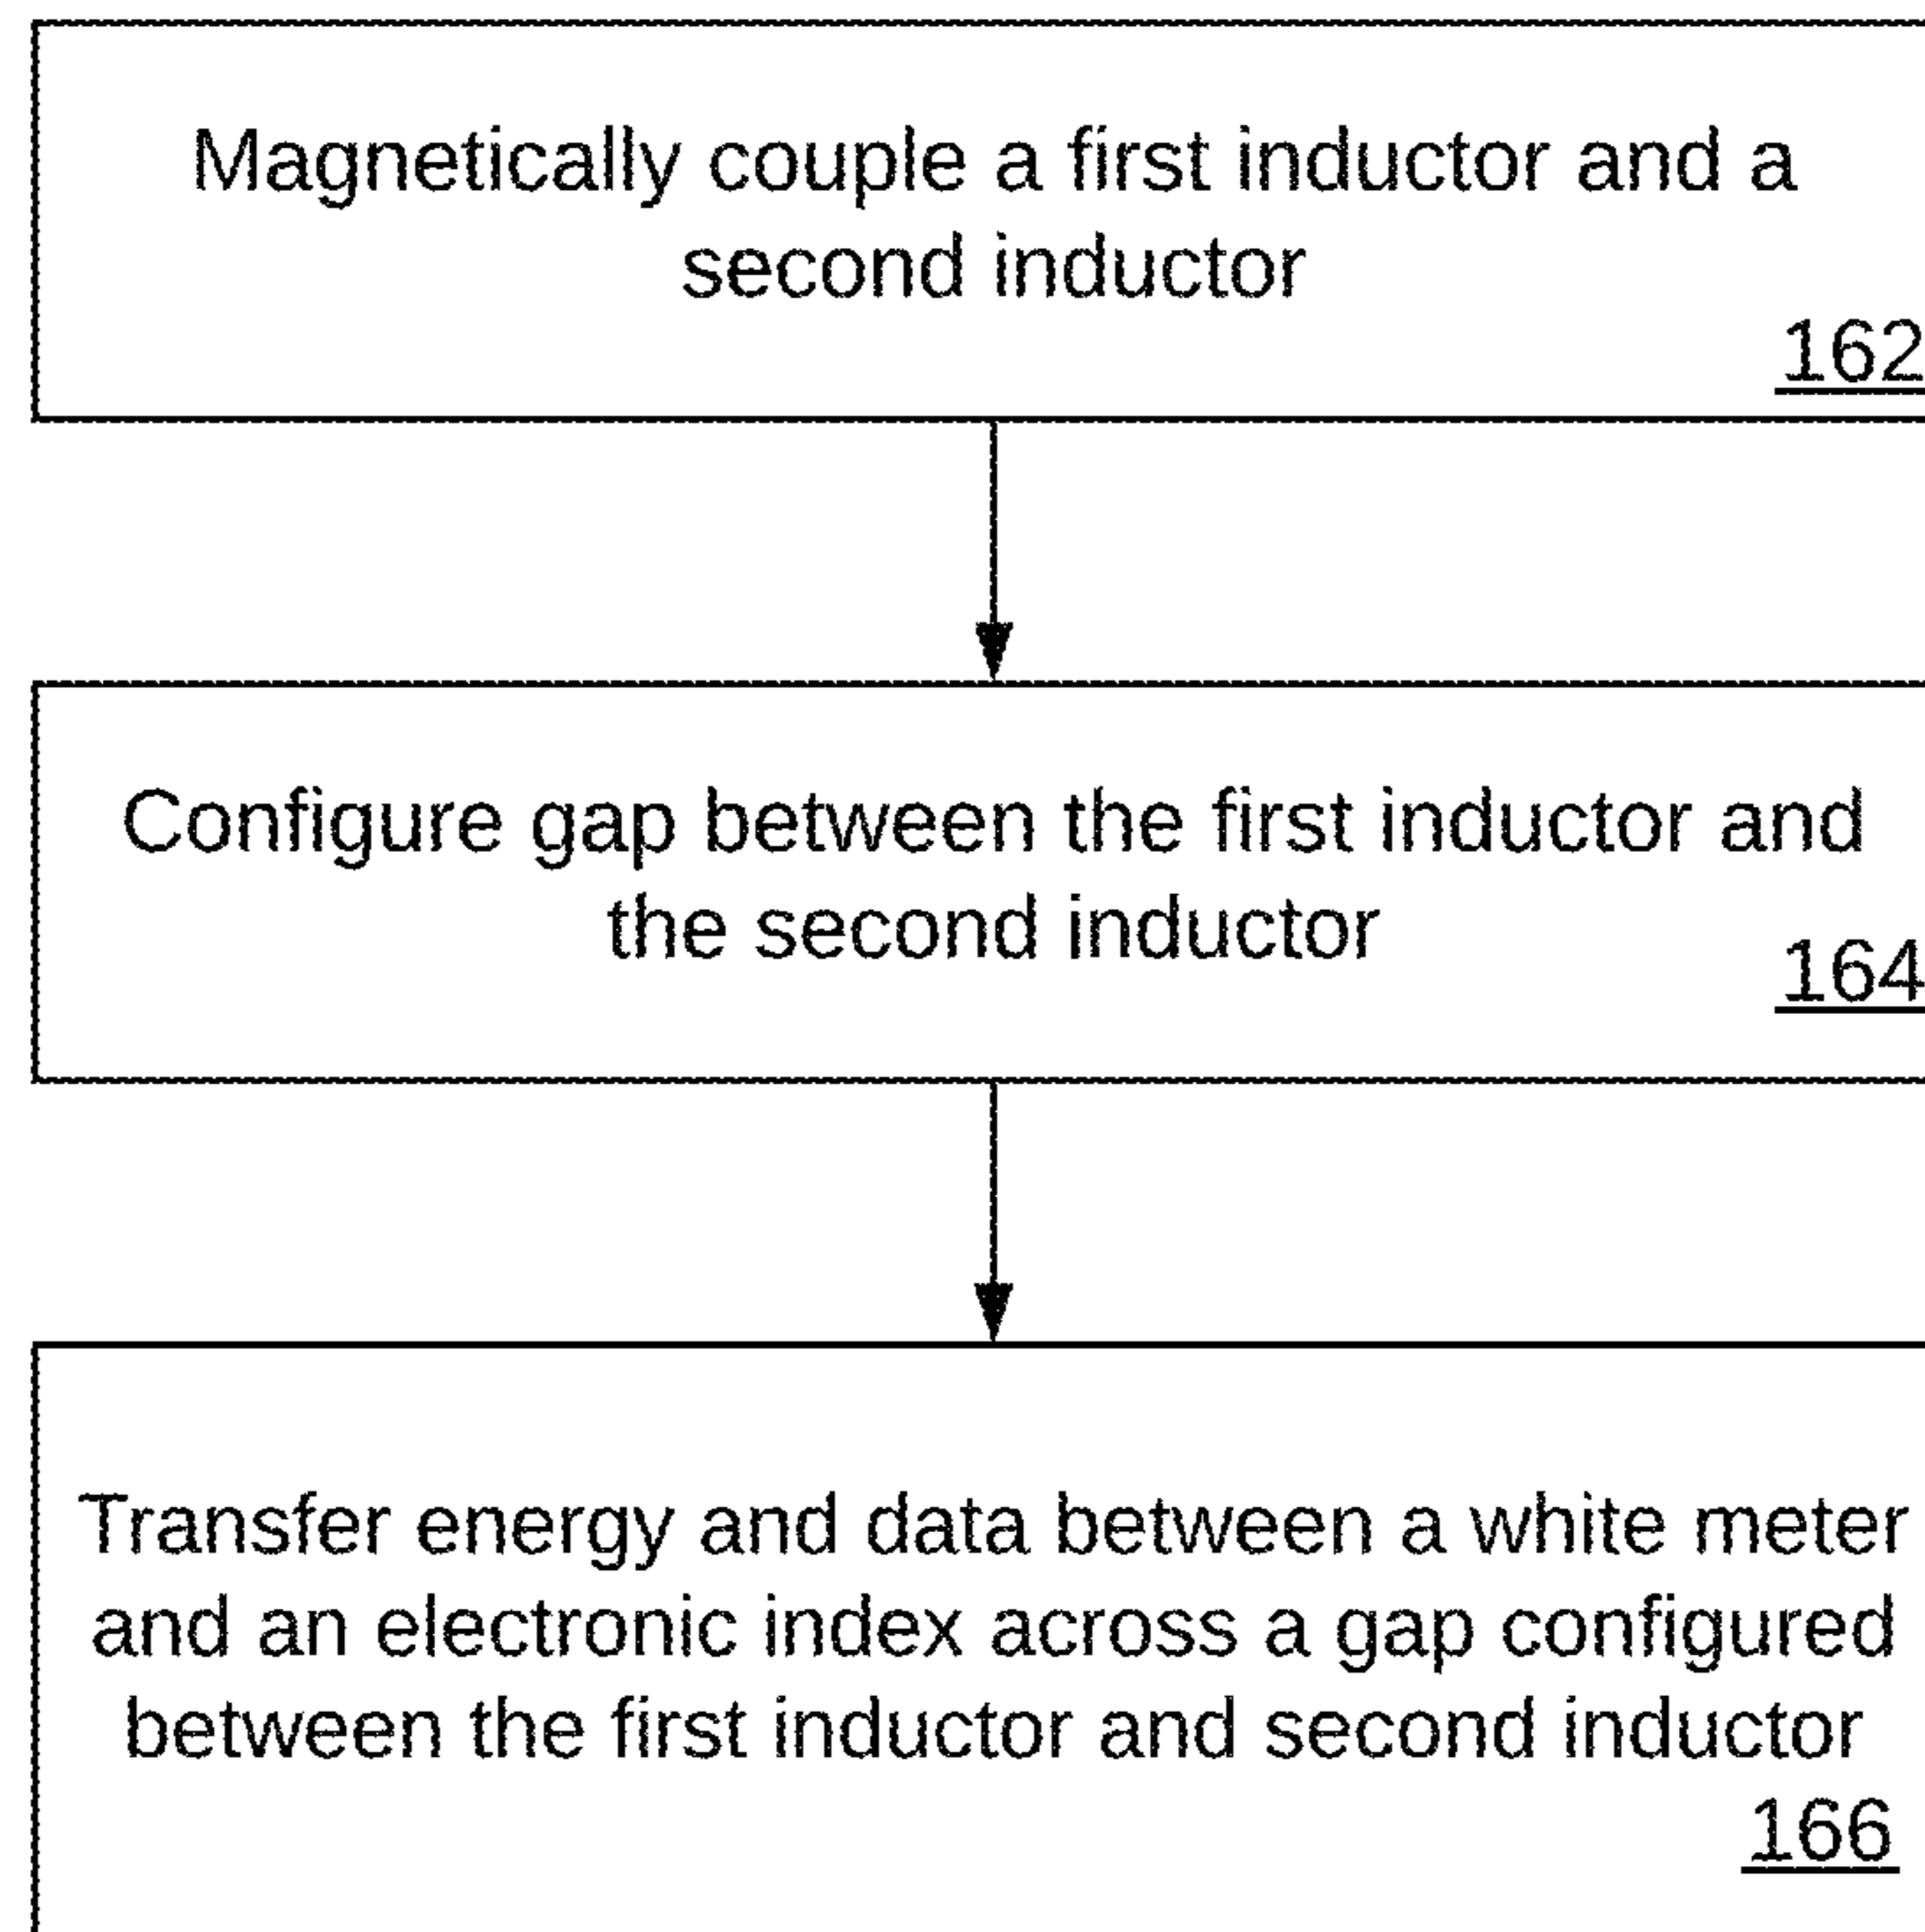 Magnetically couple a first inductor and a
second inductor
162
Configure gap between the first inductor and
the second inductor
164
Transfer energy and data between a white meter
and an electronic index across a gap configured
between the first inductor and second inductor
166